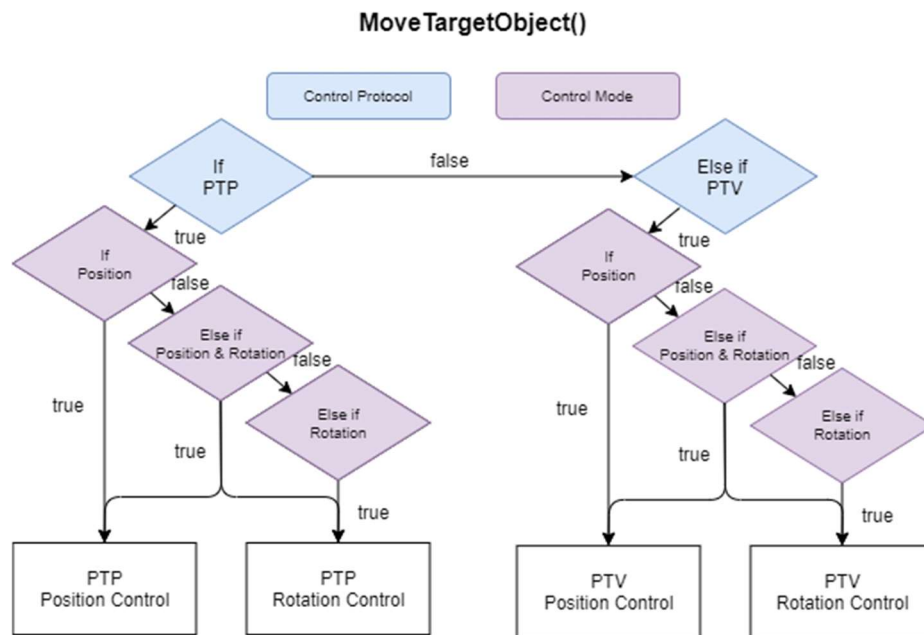 MoveTargetObject()
Control Protocol
Control Mode
If
PTP
false
Else if
PTV
true
true
If
Position
If
Position
false
false
Else if
Position & Rotation
Else if
Position & Rotation
false
false
Else if
Rotation
Else if
Rotation
true
true
true
true
true
true
PTP
Position Control
PTP
Rotation Control
PTV
Position Control
PTV
Rotation Control